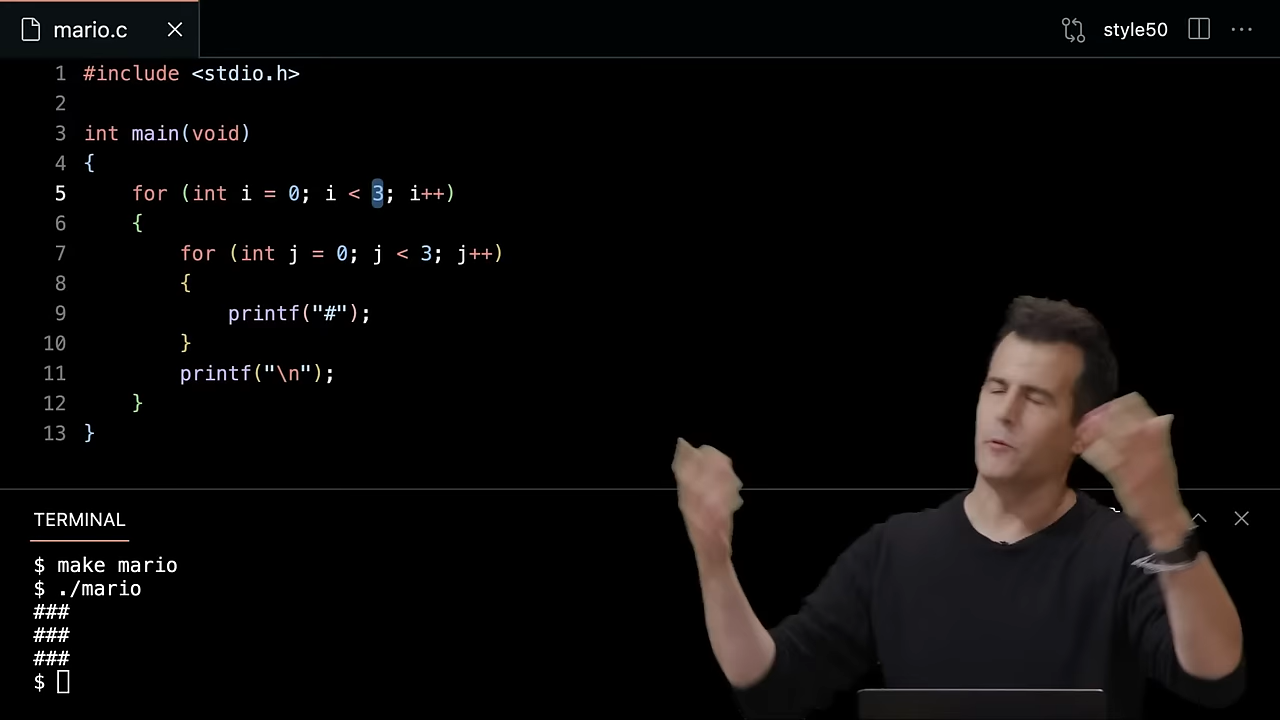 mario.c
style50
1 #include <stdio.h>
2
3 int main(void)
4 {
5     for (int i = 0; i < 3; i++)
6     {
7         for (int j = 0; j < 3; j++)
8         {
9             printf("#");
10         }
11         printf("\n");
12     }
13 }
TERMINAL
$ make mario
$ ./mario
###
###
###
$